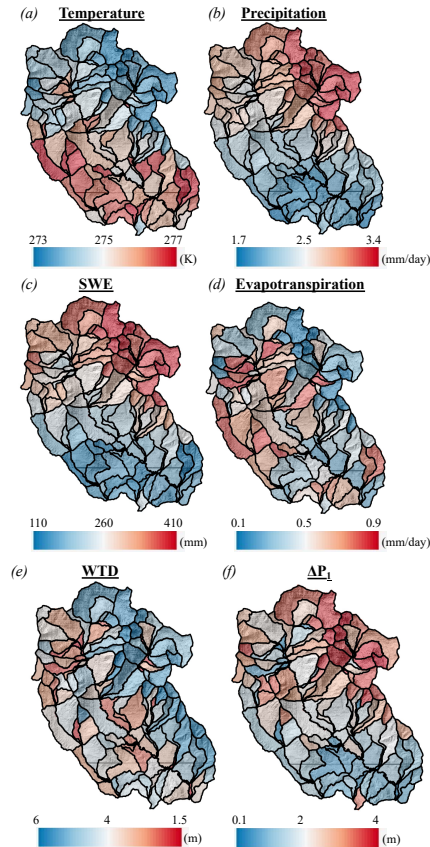 (a) Temperature (b) Precipitation
273 275 277 1.7 2.5 3.4
(K) (mm/day)
(c) SWE (d) Evapotranspiration
110 260 410 (mm) 0.1 0.5 0.9 (mm/day)
(e) WTD (f) ΔP1
6 4 1.5 (m) 0.1 2 4 (m)